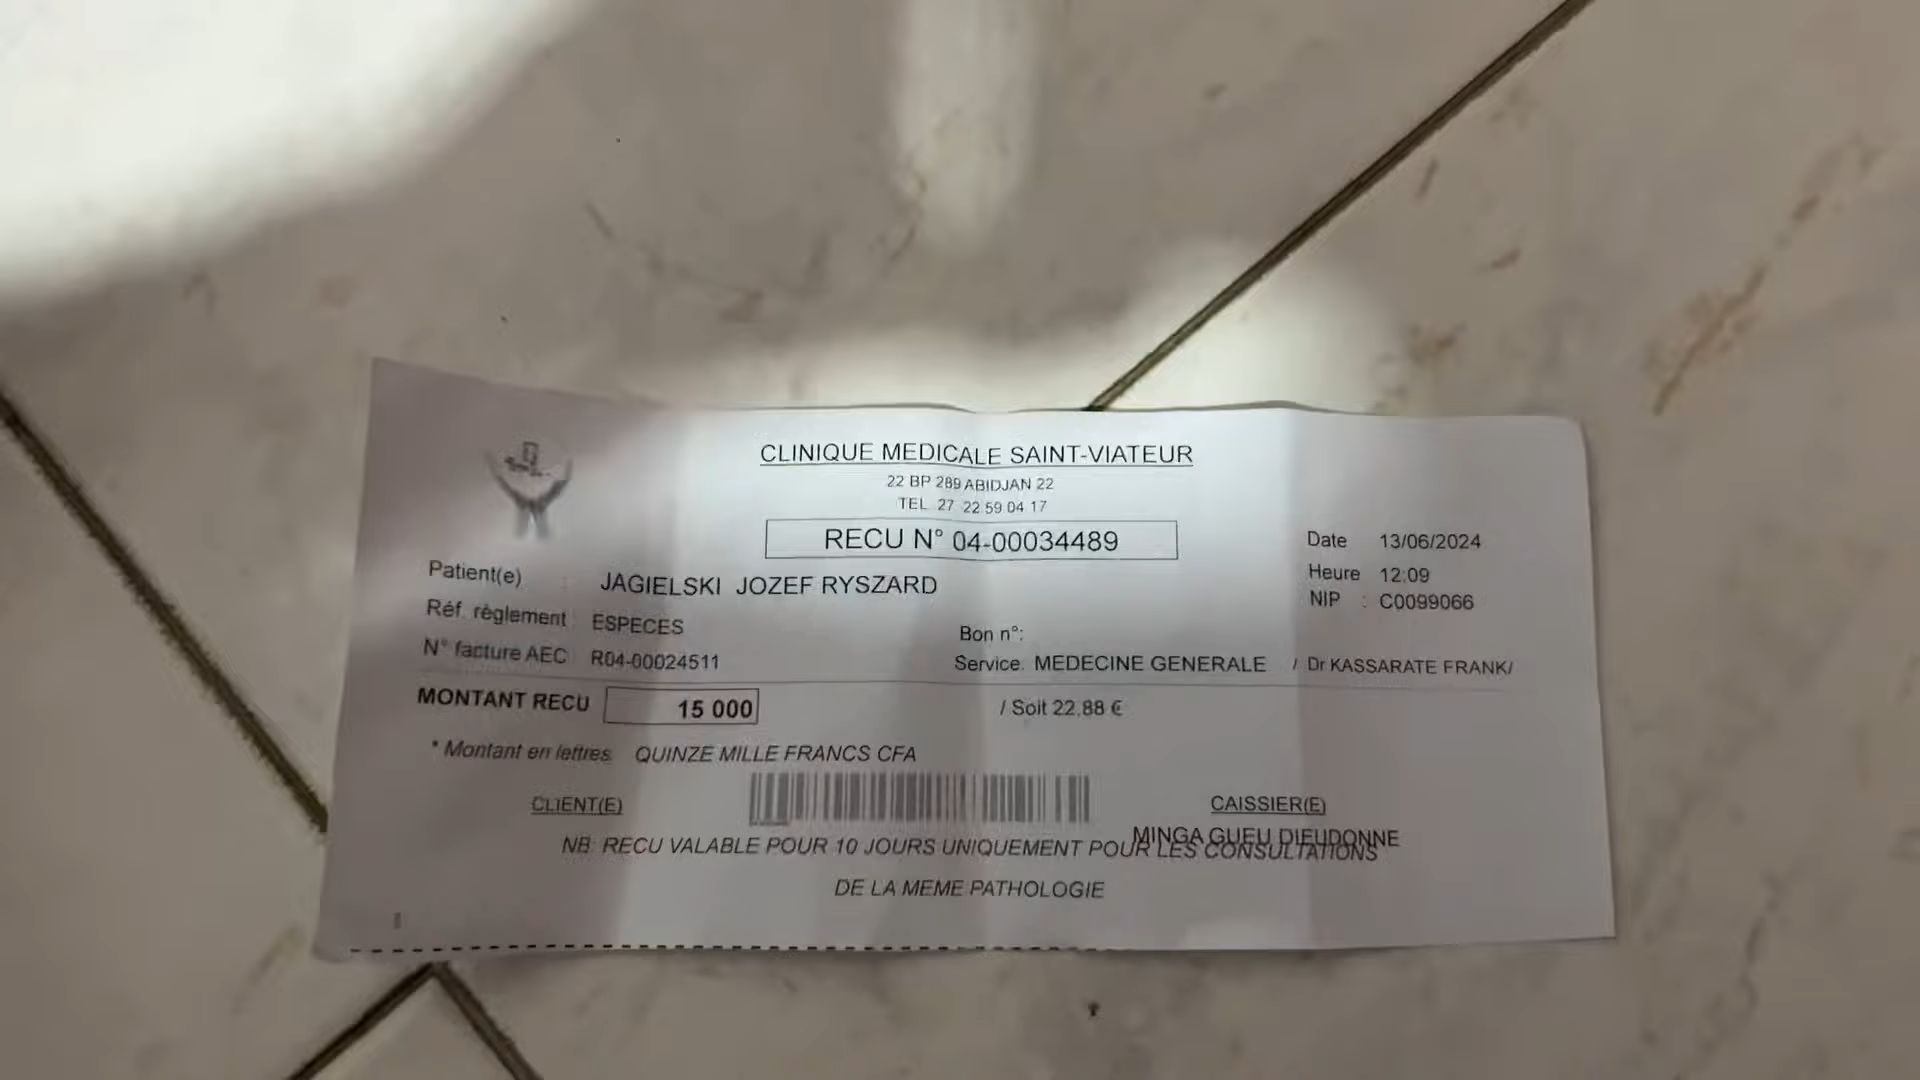 CLINIQUE MEDICALE SAINT-VIATEUR
22 BP 289 ABIDJAN 22
TEL 27 22 59 04 17
RECU N° 04-00034489
Date 13/06/2024
Heure 12:09
NIP : C0099066
Patient(e) : JAGIELSKI JOZEF RYSZARD
Réf. règlement ESPECES
Bon n°:
N° facture AEC R04-00024511
Service. MEDECINE GENERALE / Dr KASSARATE FRANK/
MONTANT RECU 15 000 / Soit 22,88 €
* Montant en lettres QUINZE MILLE FRANCS CFA
CLIENT(E) CAISSIER(E)
MINGA GUEU DIEUDONNE
NB: RECU VALABLE POUR 10 JOURS UNIQUEMENT POUR LES CONSULTATIONS
DE LA MEME PATHOLOGIE